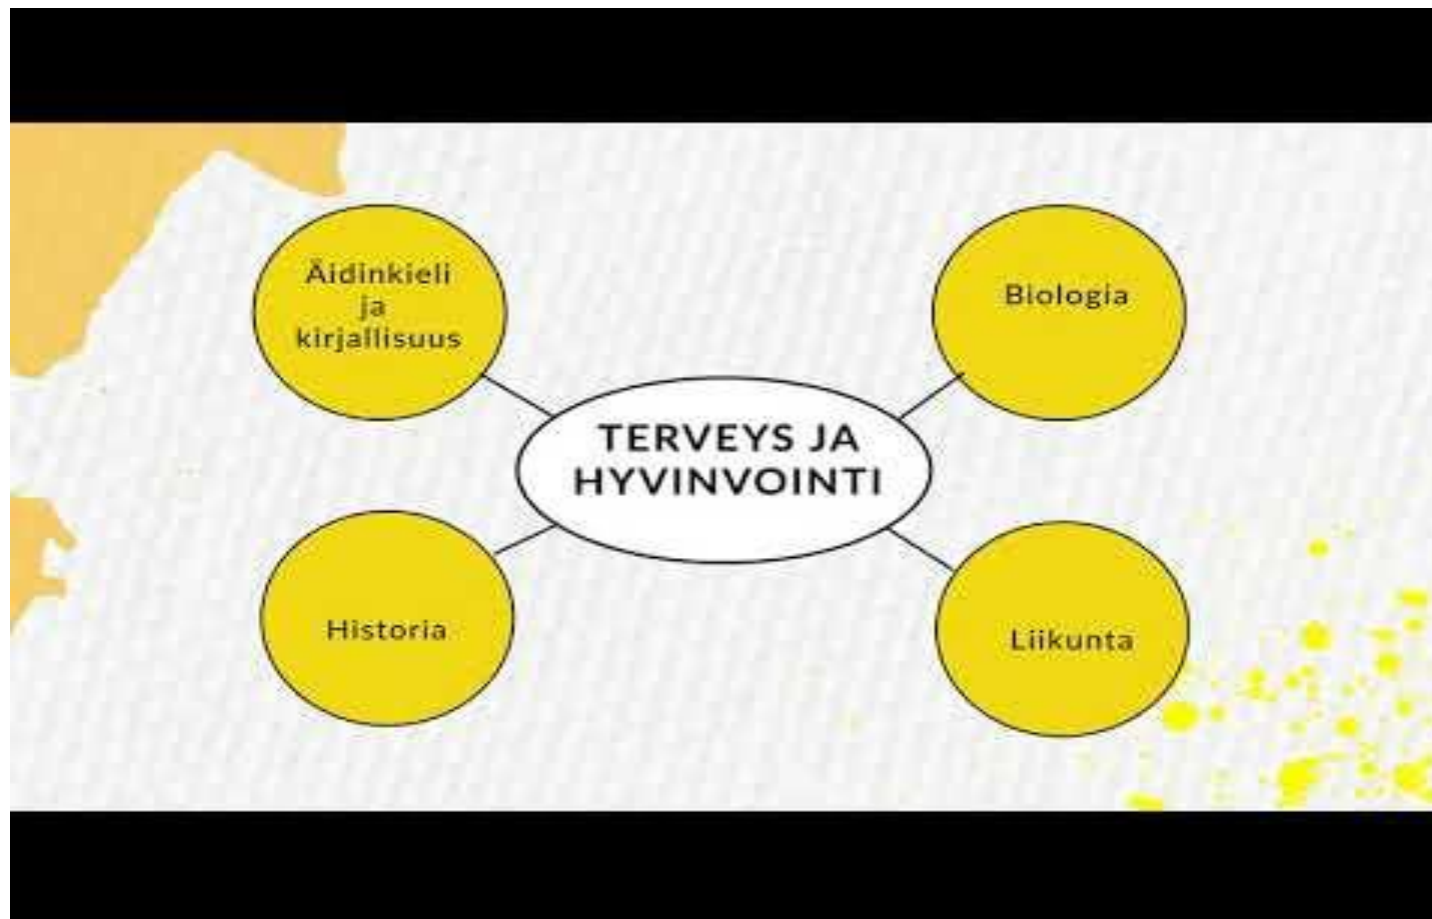 Äidinkieli
ja
kirjallisuus
Biologia
TERVEYS JA
HYVINVOINTI
Historia
Liikunta